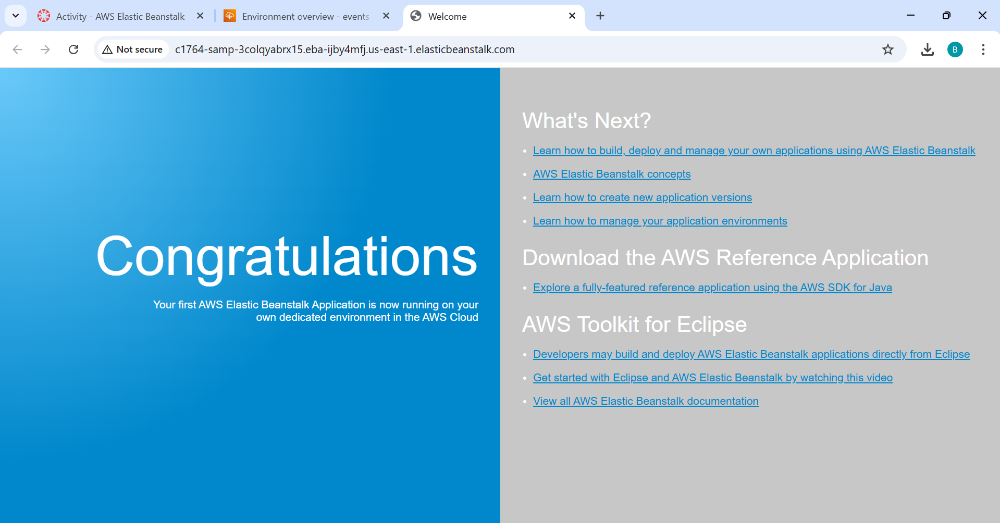 Activity - AWS Elastic Beanstalk
Environment overview - events
Welcome
Not secure
c1764-samp-3colqyabrx15.eba-ijby4mfj.us-east-1.elasticbeanstalk.com
B
Congratulations
Your first AWS Elastic Beanstalk Application is now running on your
own dedicated environment in the AWS Cloud
What's Next?
Learn how to build, deploy and manage your own applications using AWS Elastic Beanstalk
AWS Elastic Beanstalk concepts
Learn how to create new application versions
Learn how to manage your application environments
Download the AWS Reference Application
Explore a fully-featured reference application using the AWS SDK for Java
AWS Toolkit for Eclipse
Developers may build and deploy AWS Elastic Beanstalk applications directly from Eclipse
Get started with Eclipse and AWS Elastic Beanstalk by watching this video
View all AWS Elastic Beanstalk documentation